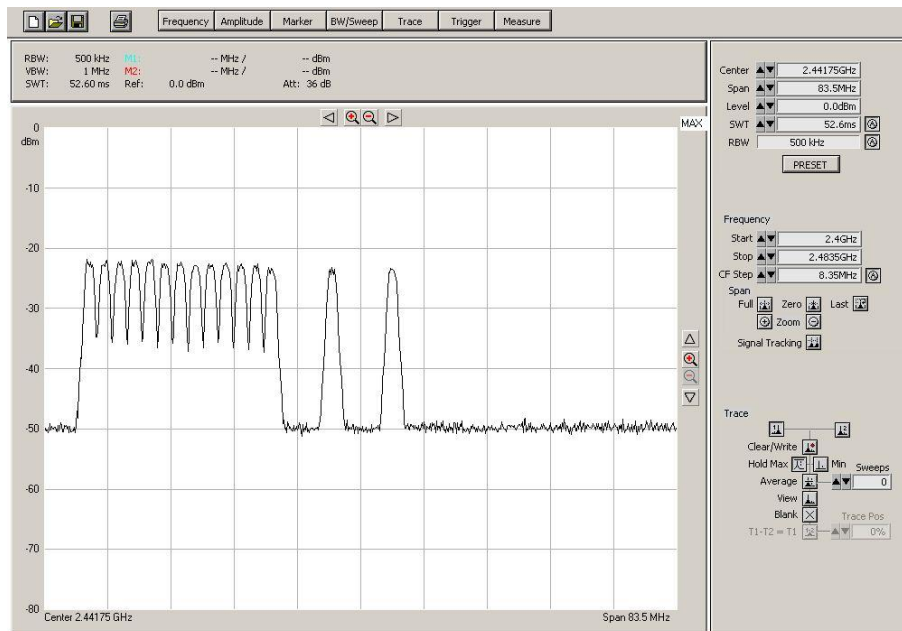 Frequency Amplitude Marker BW/Sweep Trace Trigger Measure
RBW: 500 kHz M1: -- MHz / -- dBm
VBW: 1 MHz M2: -- MHz / -- dBm
SWT: 52.60 ms Ref: 0.0 dBm Att: 36 dB
MAX
0
dBm
-10
-20
-30
-40
-50
-60
-70
-80
Center 2.44175 GHz Span 83.5 MHz
Center 2.44175GHz
Span 83.5MHz
Level 0.0dBm
SWT 52.6ms
RBW 500 kHz
PRESET
Frequency
Start 2.4GHz
Stop 2.4835GHz
CF Step 8.35MHz
Span
Full Zero Last
Zoom
Signal Tracking
Trace
1 2
Clear/Write
Hold Max Min Sweeps
Average 0
View
Blank Trace Pos
T1-T2 = T1 0%